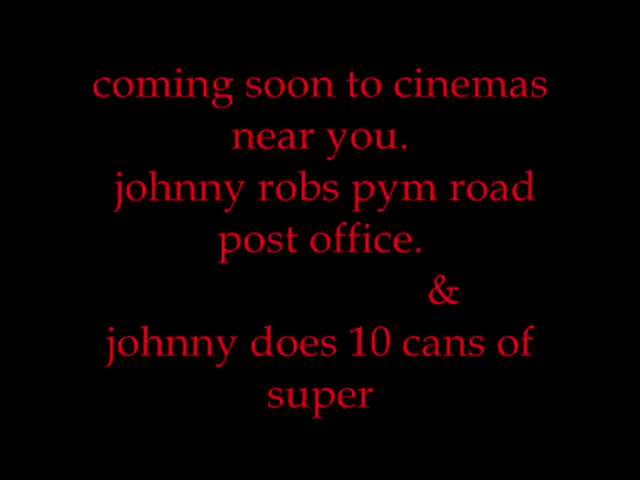 coming soon to cinemas
near you.
johnny robs pym road
post office.
&
johnny does 10 cans of
super